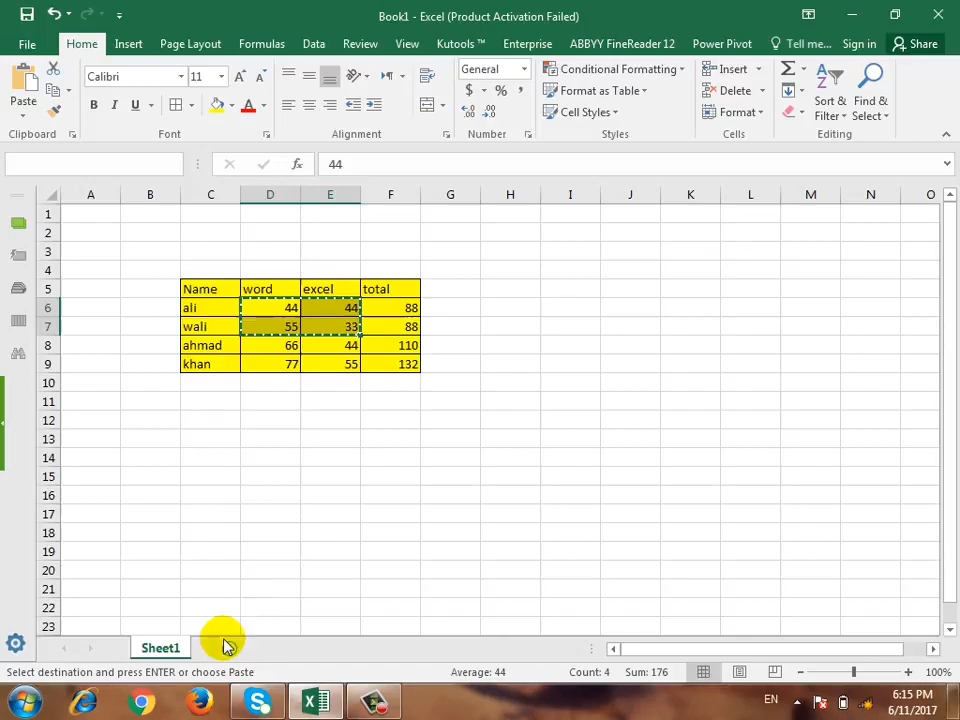 Book1 - Excel (Product Activation Failed)
File Home Insert Page Layout Formulas Data Review View Kutools ™ Enterprise ABBYY FineReader 12 Power Pivot Tell me... Sign in Share
Paste
Clipboard
Calibri 11
B I U
Font
Alignment
General
$ % ,
Number
Conditional Formatting
Format as Table
Cell Styles
Styles
Insert
Delete
Format
Cells
Sort & Filter
Find & Select
Editing
fx 44
A B C D E F G H I J K L M N O
1
2
3
4
5 Name word excel total
6 ali 44 44 88
7 wali 55 33 88
8 ahmad 66 44 110
9 khan 77 55 132
10
11
12
13
14
15
16
17
18
19
20
21
22
23
Sheet1
Select destination and press ENTER or choose Paste Average: 44 Count: 4 Sum: 176 100%
EN 6:15 PM
6/11/2017